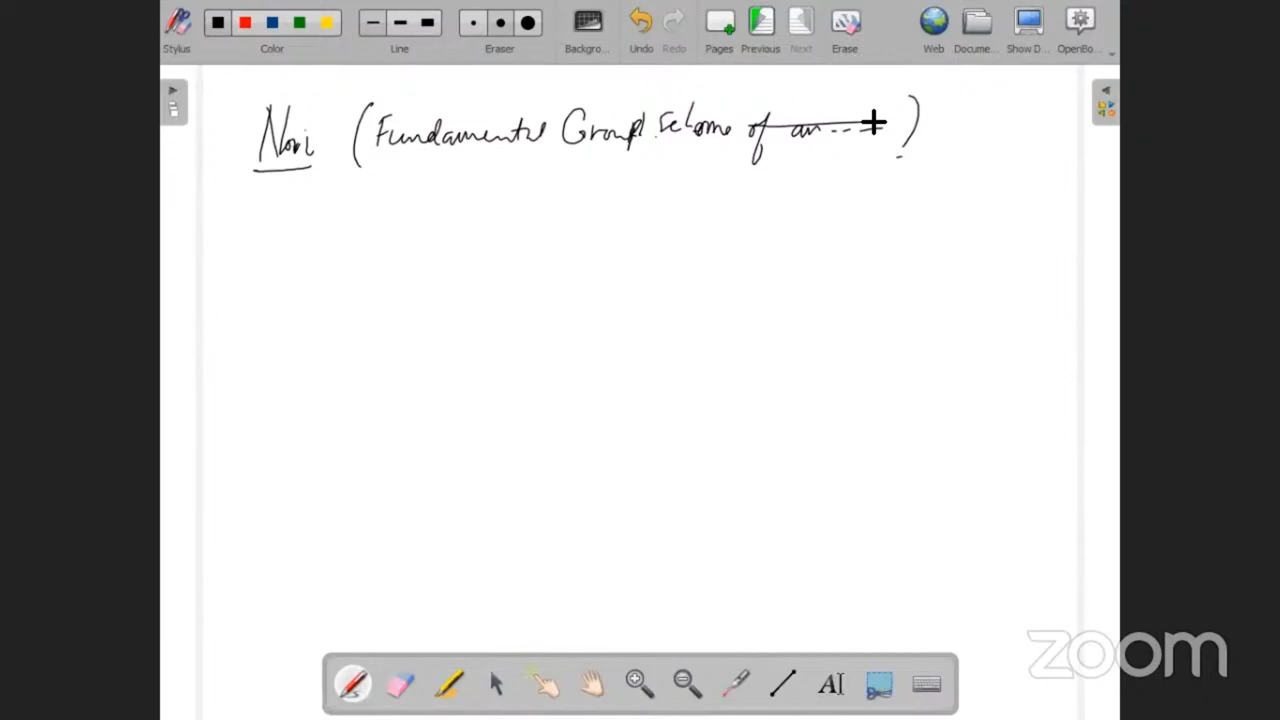 Stylus Color Line Eraser Backgro... Undo Redo Pages Previous Next Erase Web Docume... Show D... OpenBo...
Nori (Fundamental Group scheme of an ... )
AI
zoom